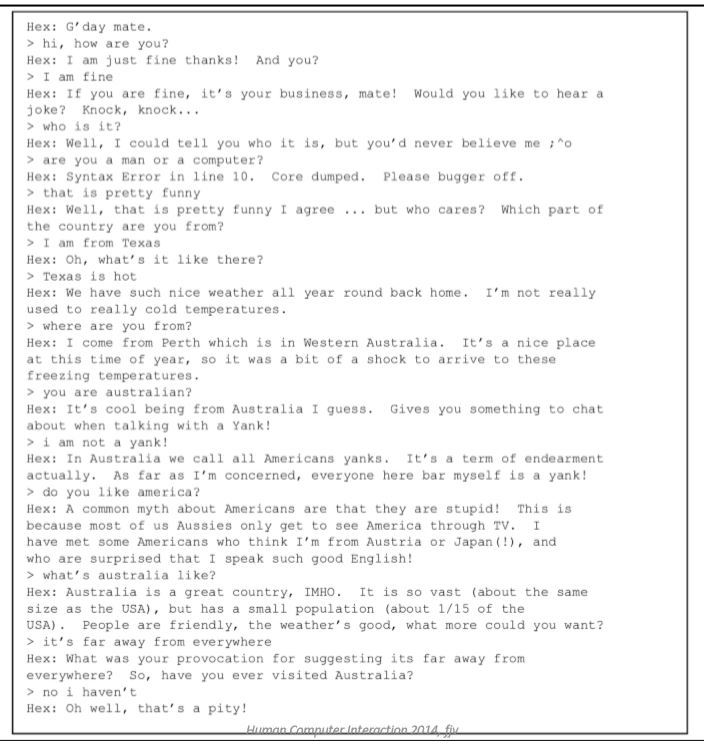 Hex: G'day mate.
> hi, how are you?
Hex: I am just fine thanks!  And you?
> I am fine
Hex: If you are fine, it's your business, mate!  Would you like to hear a
joke?  Knock, knock...
> who is it?
Hex: Well, I could tell you who it is, but you'd never believe me ;^o
> are you a man or a computer?
Hex: Syntax Error in line 10.  Core dumped.  Please bugger off.
> that is pretty funny
Hex: Well, that is pretty funny I agree ... but who cares?  Which part of
the country are you from?
> I am from Texas
Hex: Oh, what's it like there?
> Texas is hot
Hex: We have such nice weather all year round back home.  I'm not really
used to really cold temperatures.
> where are you from?
Hex: I come from Perth which is in Western Australia.  It's a nice place
at this time of year, so it was a bit of a shock to arrive to these
freezing temperatures.
> you are australian?
Hex: It's cool being from Australia I guess.  Gives you something to chat
about when talking with a Yank!
> i am not a yank!
Hex: In Australia we call all Americans yanks.  It's a term of endearment
actually.  As far as I'm concerned, everyone here bar myself is a yank!
> do you like america?
Hex: A common myth about Americans are that they are stupid!  This is
because most of us Aussies only get to see America through TV.  I
have met some Americans who think I'm from Austria or Japan(!), and
who are surprised that I speak such good English!
> what's australia like?
Hex: Australia is a great country, IMHO.  It is so vast (about the same
size as the USA), but has a small population (about 1/15 of the
USA).  People are friendly, the weather's good, what more could you want?
> it's far away from everywhere
Hex: What was your provocation for suggesting its far away from
everywhere?  So, have you ever visited Australia?
> no i haven't
Hex: Oh well, that's a pity!
Human Computer Interaction 2014, fjv